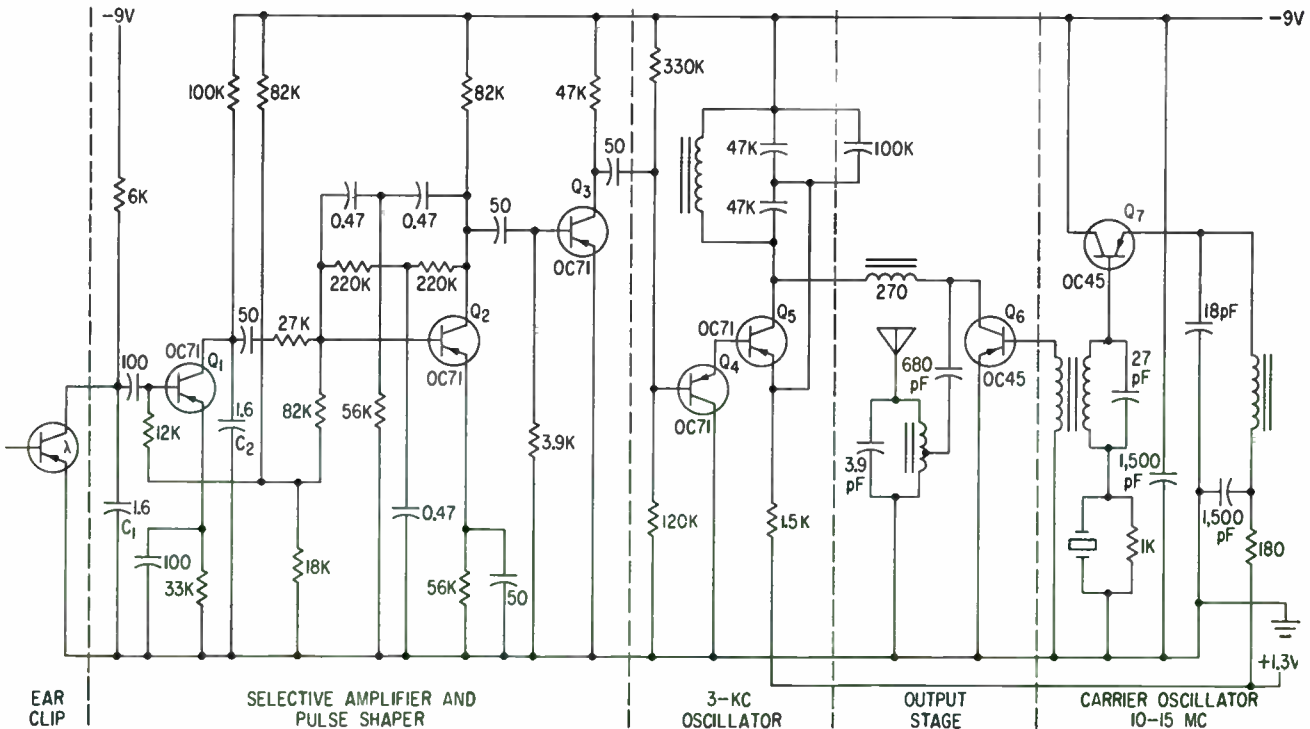 -9V
-9V
6K
100K
82K
82K
47K
330K
50
47K
47K
100K
0.47
0.47
50
Q3
OC71
220K
220K
Q7
OC45
50
27K
Q2
OC71
270
18pF
100
OC71
Q1
OC71
Q5
Q4
OC71
680
pF
Q6
OC45
27
pF
λ
12K
1.6
C2
82K
56K
3.9K
3.9
pF
1,500
pF
1.6
C1
100
33K
18K
0.47
56K
50
120K
1.5K
1K
1,500
pF
180
+1.3V
EAR
CLIP
SELECTIVE AMPLIFIER AND
PULSE SHAPER
3-KC
OSCILLATOR
OUTPUT
STAGE
CARRIER OSCILLATOR
10-15 MC